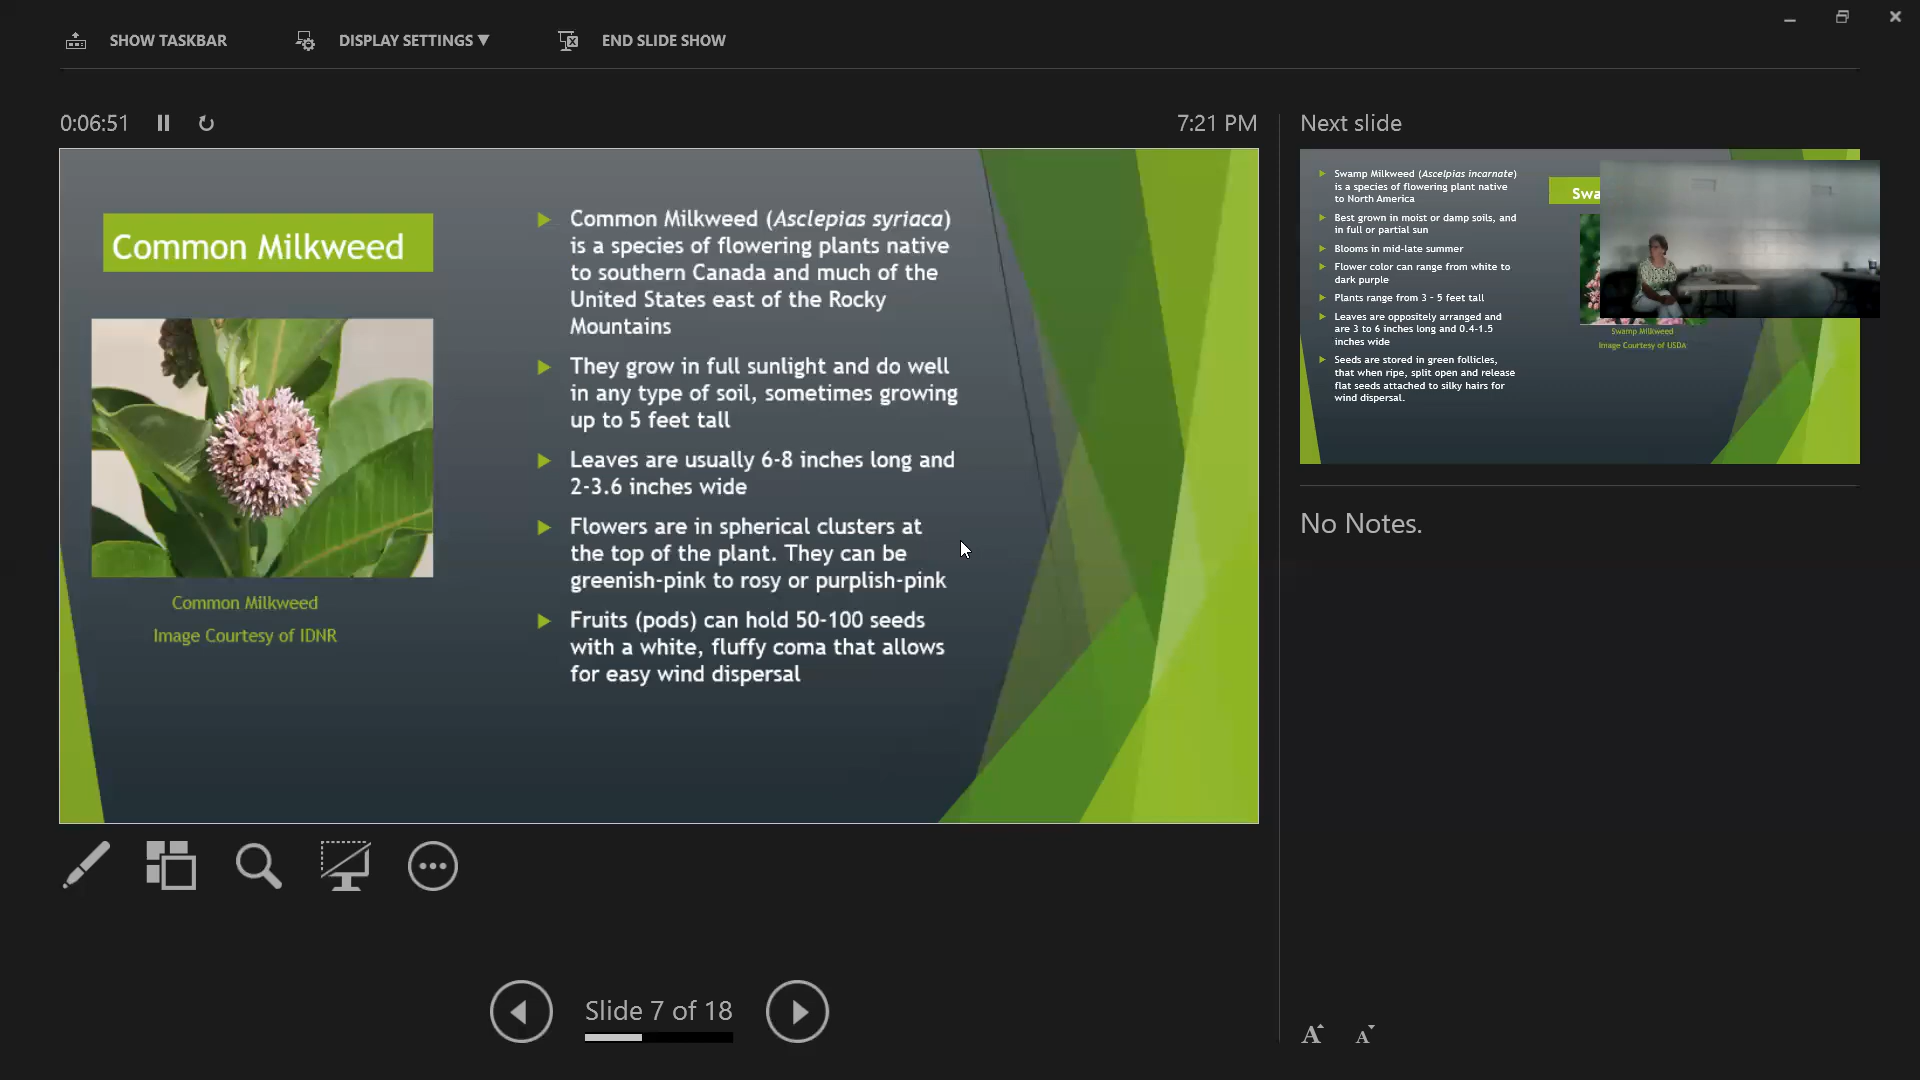 SHOW TASKBAR
DISPLAY SETTINGS ▼
END SLIDE SHOW
0:06:51
7:21 PM
Next slide
Common Milkweed
Common Milkweed
Image Courtesy of IDNR
Common Milkweed (Asclepias syriaca)
is a species of flowering plants native
to southern Canada and much of the
United States east of the Rocky
Mountains
They grow in full sunlight and do well
in any type of soil, sometimes growing
up to 5 feet tall
Leaves are usually 6-8 inches long and
2-3.6 inches wide
Flowers are in spherical clusters at
the top of the plant. They can be
greenish-pink to rosy or purplish-pink
Fruits (pods) can hold 50-100 seeds
with a white, fluffy coma that allows
for easy wind dispersal
Swamp Milkweed (Ascelpias incarnate)
is a species of flowering plant native
to North America
Best grown in moist or damp soils, and
in full or partial sun
Blooms in mid-late summer
Flower color can range from white to
dark purple
Plants range from 3 - 5 feet tall
Leaves are oppositely arranged and
are 3 to 6 inches long and 0.4-1.5
inches wide
Seeds are stored in green follicles,
that when ripe, split open and release
flat seeds attached to silky hairs for
wind dispersal.
Swa
Swamp Milkweed
Image Courtesy of USDA
No Notes.
Slide 7 of 18
A A